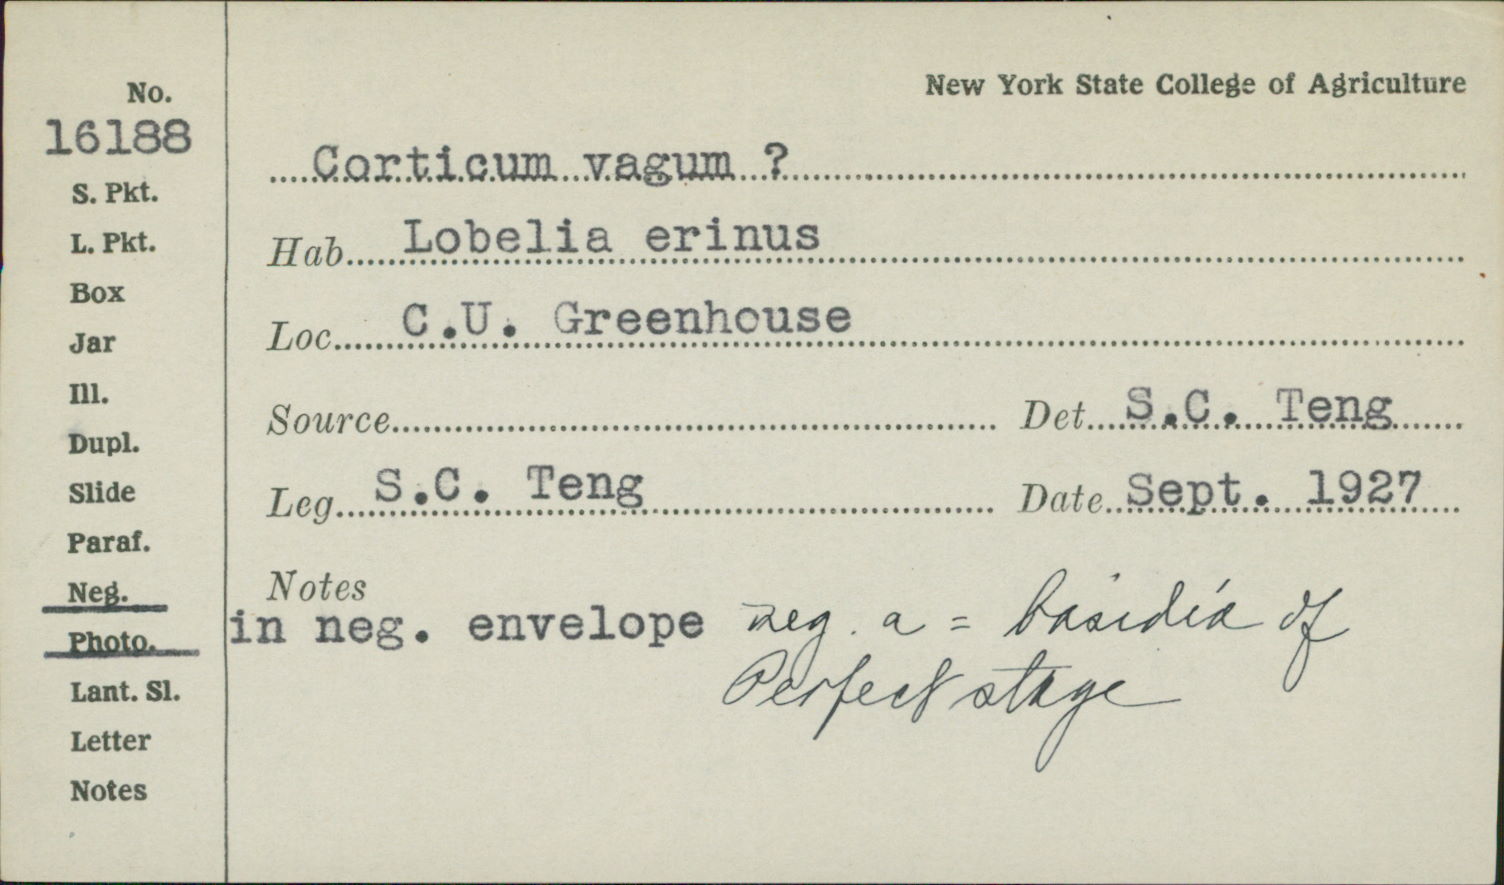 New York State College of Agriculture
No.
16188
S. Pkt.
L. Pkt.
Box
Jar
Ill.
Dupl.
Slide
Paraf.
Neg.
Photo.
Lant. Sl.
Letter
Notes
Corticum vagum ?
Hab. Lobelia erinus
Loc. C.U. Greenhouse
Source Det. S.C. Teng
Leg. S.C. Teng Date Sept. 1927
Notes
in neg. envelope neg. a = basidia of
Perfect stage